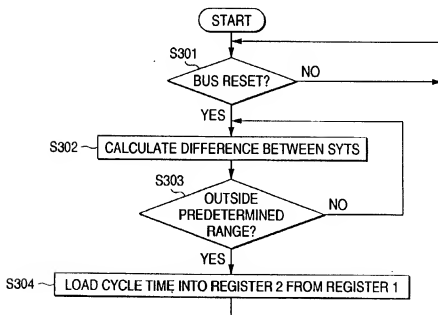 START
S301
BUS RESET?
NO
YES
S302
CALCULATE DIFFERENCE BETWEEN SYTS
S303
OUTSIDE
PREDETERMINED
RANGE?
NO
YES
S304
LOAD CYCLE TIME INTO REGISTER 2 FROM REGISTER 1